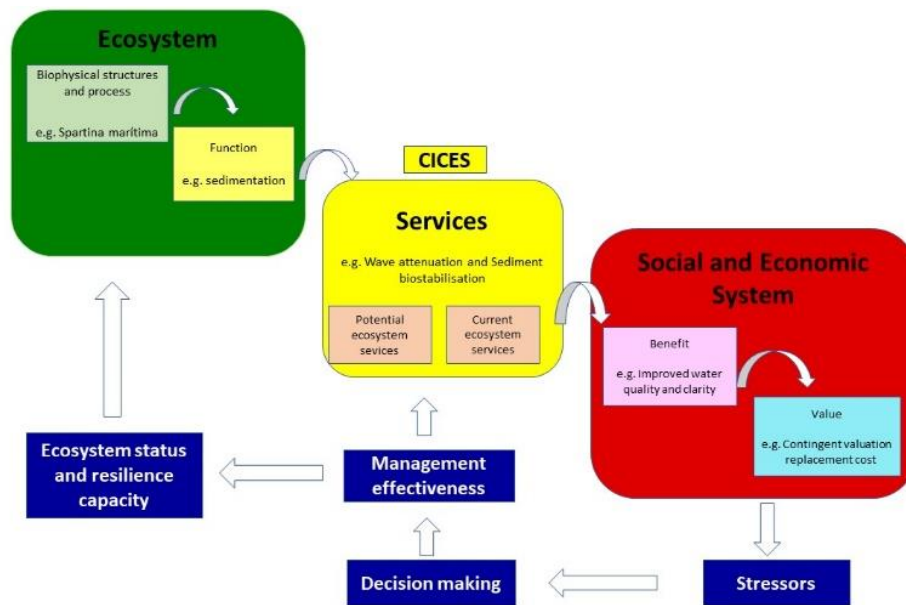 Ecosystem
Biophysical structures
and process
e.g. Spartina marítima
Function
e.g. sedimentation
CICES
Services
e.g. Wave attenuation and Sediment
biostabilisation
Potential
ecosystem
sevices
Current
ecosystem
services
Social and Economic
System
Benefit
e.g. Improved water
quality and clarity
Value
e.g. Contingent valuation
replacement cost
Ecosystem status
and resilience
capacity
Management
effectiveness
Decision making
Stressors